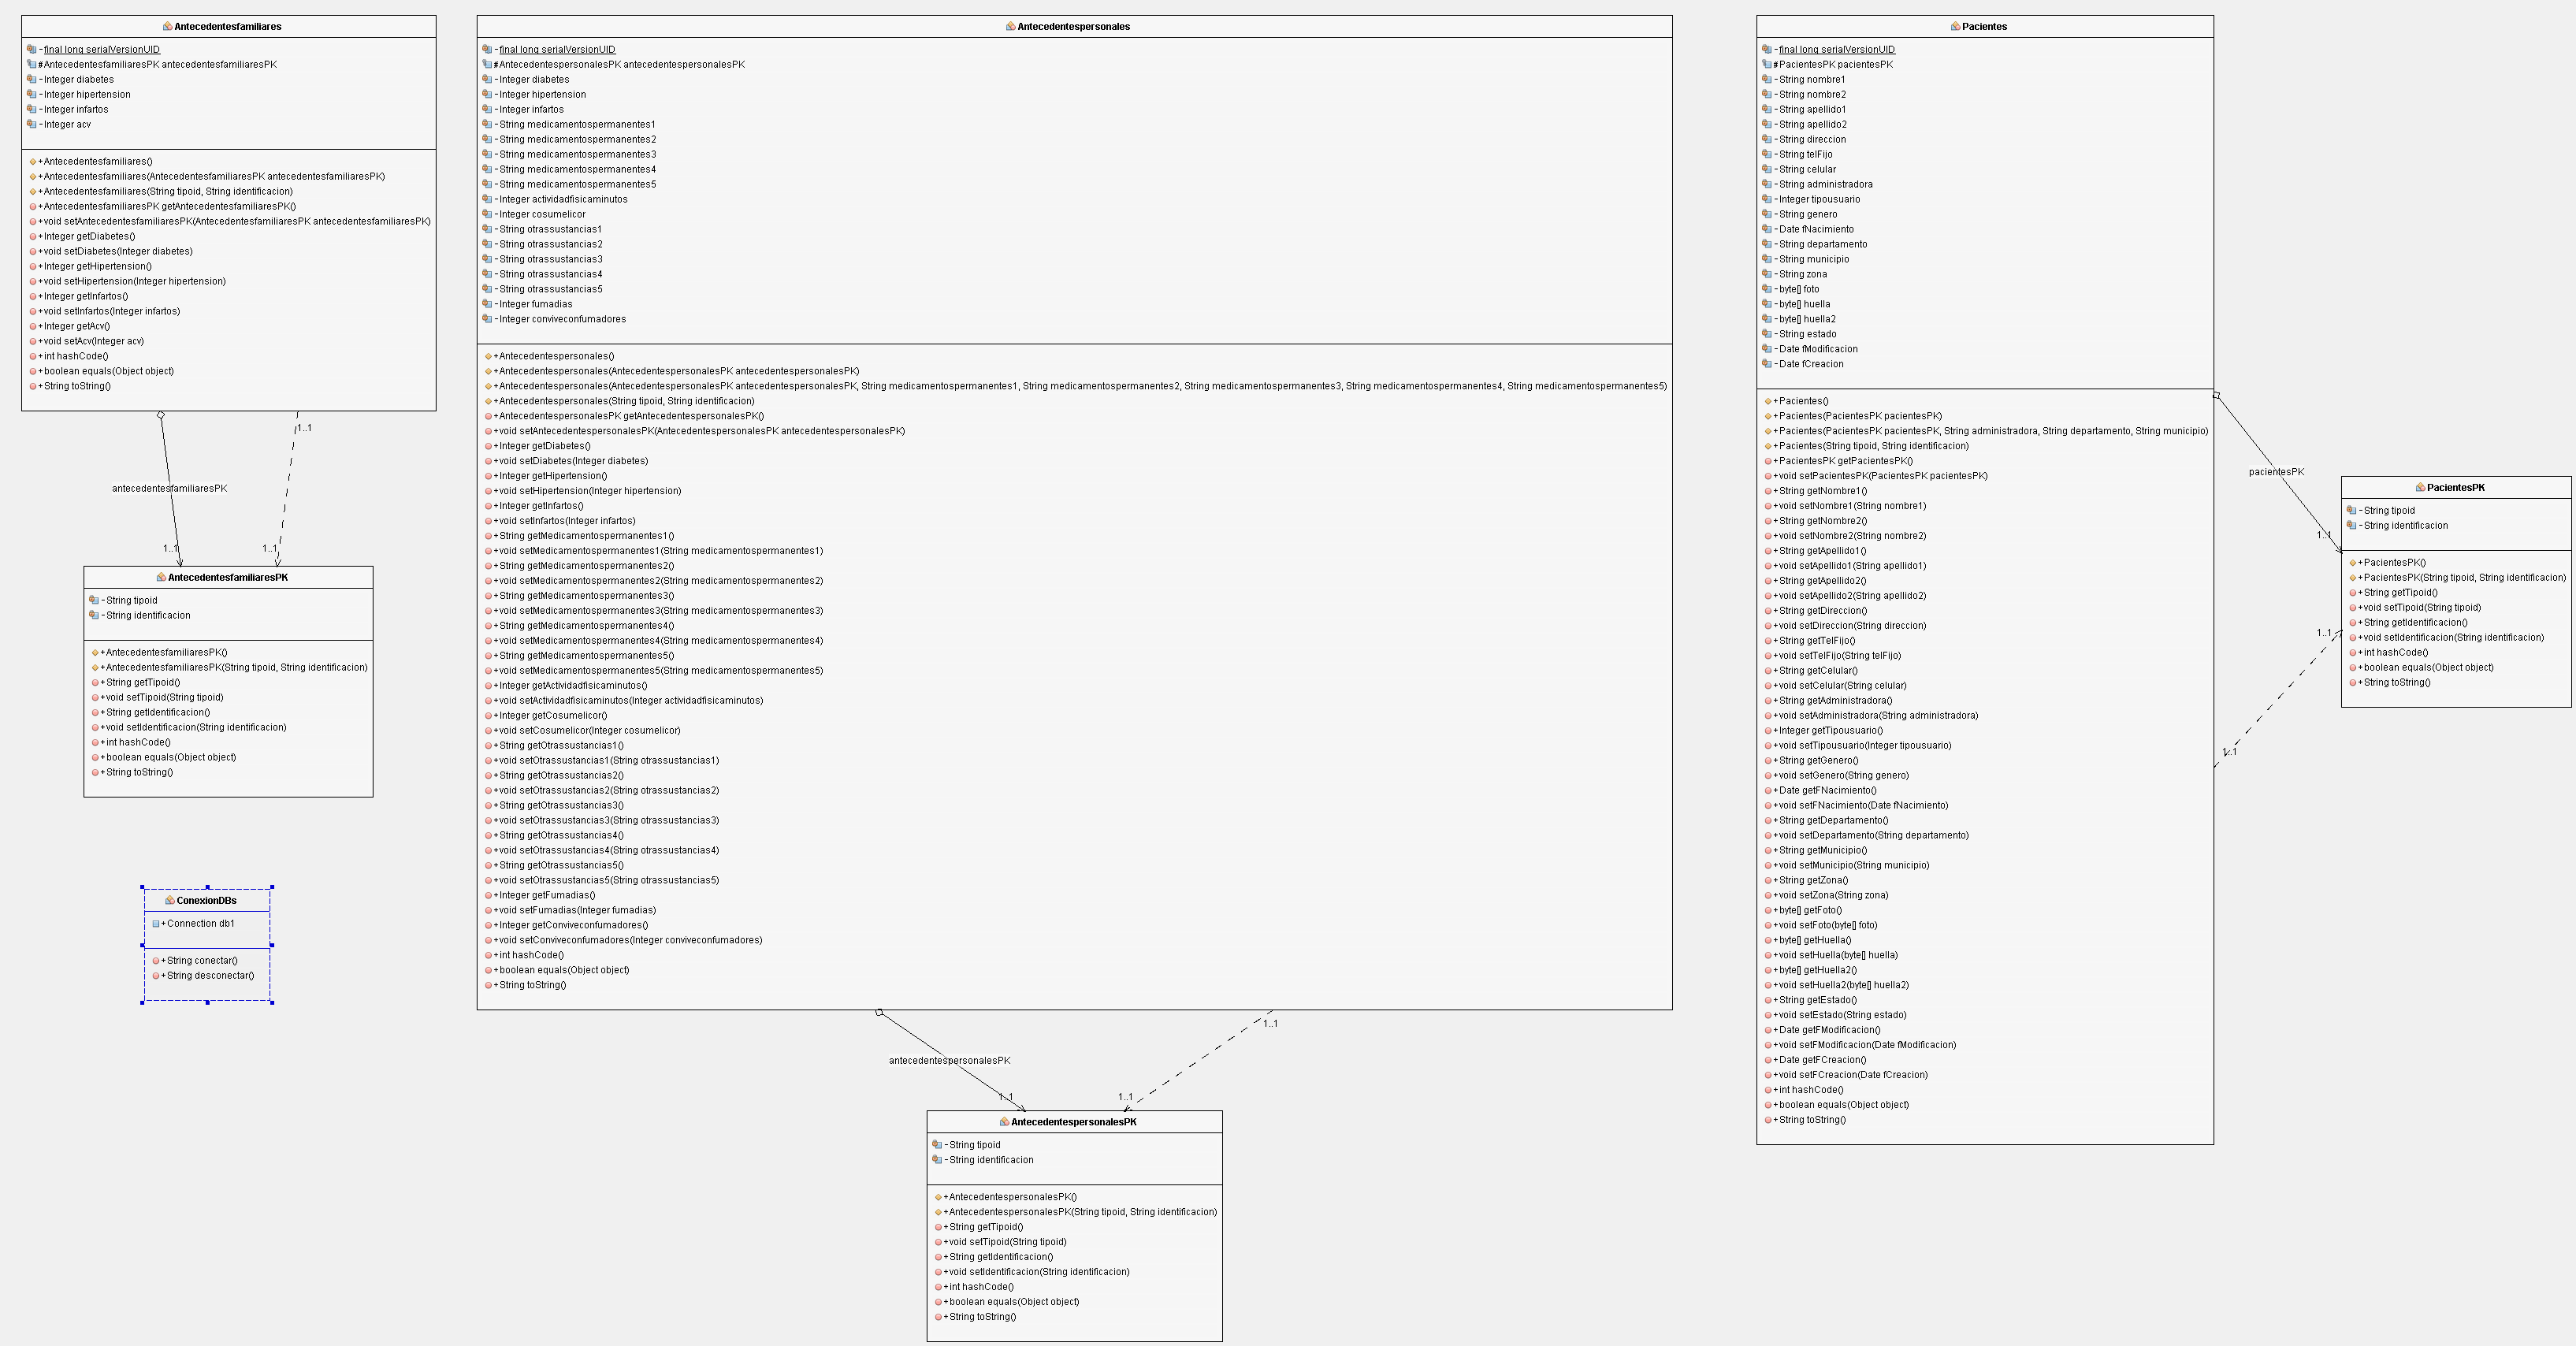 Antecedentesfamiliares
-final long serialVersionUID
#AntecedentesfamiliaresPK antecedentesfamiliaresPK
-Integer diabetes
-Integer hipertension
-Integer infartos
-Integer acv
+Antecedentesfamiliares()
+Antecedentesfamiliares(AntecedentesfamiliaresPK antecedentesfamiliaresPK)
+Antecedentesfamiliares(String tipoid, String identificacion)
+AntecedentesfamiliaresPK getAntecedentesfamiliaresPK()
+void setAntecedentesfamiliaresPK(AntecedentesfamiliaresPK antecedentesfamiliaresPK)
+Integer getDiabetes()
+void setDiabetes(Integer diabetes)
+Integer getHipertension()
+void setHipertension(Integer hipertension)
+Integer getInfartos()
+void setInfartos(Integer infartos)
+Integer getAcv()
+void setAcv(Integer acv)
+int hashCode()
+boolean equals(Object object)
+String toString()
1..1
antecedentesfamiliaresPK
1..1
1..1
AntecedentesfamiliaresPK
-String tipoid
-String identificacion
+AntecedentesfamiliaresPK()
+AntecedentesfamiliaresPK(String tipoid, String identificacion)
+String getTipoid()
+void setTipoid(String tipoid)
+String getIdentificacion()
+void setIdentificacion(String identificacion)
+int hashCode()
+boolean equals(Object object)
+String toString()
ConexionDBs
+Connection db1
+String conectar()
+String desconectar()
Antecedentespersonales
-final long serialVersionUID
#AntecedentespersonalesPK antecedentespersonalesPK
-Integer diabetes
-Integer hipertension
-Integer infartos
-String medicamentospermanentes1
-String medicamentospermanentes2
-String medicamentospermanentes3
-String medicamentospermanentes4
-String medicamentospermanentes5
-Integer actividadfisicaminutos
-Integer cosumelicor
-String otrassustancias1
-String otrassustancias2
-String otrassustancias3
-String otrassustancias4
-String otrassustancias5
-Integer fumadias
-Integer conviveconfumadores
+Antecedentespersonales()
+Antecedentespersonales(AntecedentespersonalesPK antecedentespersonalesPK)
+Antecedentespersonales(AntecedentespersonalesPK antecedentespersonalesPK, String medicamentospermanentes1, String medicamentospermanentes2, String medicamentospermanentes3, String medicamentospermanentes4, String medicamentospermanentes5)
+Antecedentespersonales(String tipoid, String identificacion)
+AntecedentespersonalesPK getAntecedentespersonalesPK()
+void setAntecedentespersonalesPK(AntecedentespersonalesPK antecedentespersonalesPK)
+Integer getDiabetes()
+void setDiabetes(Integer diabetes)
+Integer getHipertension()
+void setHipertension(Integer hipertension)
+Integer getInfartos()
+void setInfartos(Integer infartos)
+String getMedicamentospermanentes1()
+void setMedicamentospermanentes1(String medicamentospermanentes1)
+String getMedicamentospermanentes2()
+void setMedicamentospermanentes2(String medicamentospermanentes2)
+String getMedicamentospermanentes3()
+void setMedicamentospermanentes3(String medicamentospermanentes3)
+String getMedicamentospermanentes4()
+void setMedicamentospermanentes4(String medicamentospermanentes4)
+String getMedicamentospermanentes5()
+void setMedicamentospermanentes5(String medicamentospermanentes5)
+Integer getActividadfisicaminutos()
+void setActividadfisicaminutos(Integer actividadfisicaminutos)
+Integer getCosumelicor()
+void setCosumelicor(Integer cosumelicor)
+String getOtrassustancias1()
+void setOtrassustancias1(String otrassustancias1)
+String getOtrassustancias2()
+void setOtrassustancias2(String otrassustancias2)
+String getOtrassustancias3()
+void setOtrassustancias3(String otrassustancias3)
+String getOtrassustancias4()
+void setOtrassustancias4(String otrassustancias4)
+String getOtrassustancias5()
+void setOtrassustancias5(String otrassustancias5)
+Integer getFumadias()
+void setFumadias(Integer fumadias)
+Integer getConviveconfumadores()
+void setConviveconfumadores(Integer conviveconfumadores)
+int hashCode()
+boolean equals(Object object)
+String toString()
1..1
antecedentespersonalesPK
1..1
1..1
AntecedentespersonalesPK
-String tipoid
-String identificacion
+AntecedentespersonalesPK()
+AntecedentespersonalesPK(String tipoid, String identificacion)
+String getTipoid()
+void setTipoid(String tipoid)
+String getIdentificacion()
+void setIdentificacion(String identificacion)
+int hashCode()
+boolean equals(Object object)
+String toString()
Pacientes
-final long serialVersionUID
#PacientesPK pacientesPK
-String nombre1
-String nombre2
-String apellido1
-String apellido2
-String direccion
-String telFijo
-String celular
-String administradora
-Integer tipousuario
-String genero
-Date fNacimiento
-String departamento
-String municipio
-String zona
-byte[] foto
-byte[] huella
-byte[] huella2
-String estado
-Date fModificacion
-Date fCreacion
+Pacientes()
+Pacientes(PacientesPK pacientesPK)
+Pacientes(PacientesPK pacientesPK, String administradora, String departamento, String municipio)
+Pacientes(String tipoid, String identificacion)
+PacientesPK getPacientesPK()
+void setPacientesPK(PacientesPK pacientesPK)
+String getNombre1()
+void setNombre1(String nombre1)
+String getNombre2()
+void setNombre2(String nombre2)
+String getApellido1()
+void setApellido1(String apellido1)
+String getApellido2()
+void setApellido2(String apellido2)
+String getDireccion()
+void setDireccion(String direccion)
+String getTelFijo()
+void setTelFijo(String telFijo)
+String getCelular()
+void setCelular(String celular)
+String getAdministradora()
+void setAdministradora(String administradora)
+Integer getTipousuario()
+void setTipousuario(Integer tipousuario)
+String getGenero()
+void setGenero(String genero)
+Date getFNacimiento()
+void setFNacimiento(Date fNacimiento)
+String getDepartamento()
+void setDepartamento(String departamento)
+String getMunicipio()
+void setMunicipio(String municipio)
+String getZona()
+void setZona(String zona)
+byte[] getFoto()
+void setFoto(byte[] foto)
+byte[] getHuella()
+void setHuella(byte[] huella)
+byte[] getHuella2()
+void setHuella2(byte[] huella2)
+String getEstado()
+void setEstado(String estado)
+Date getFModificacion()
+void setFModificacion(Date fModificacion)
+Date getFCreacion()
+void setFCreacion(Date fCreacion)
+int hashCode()
+boolean equals(Object object)
+String toString()
pacientesPK
1..1
1..1
1..1
PacientesPK
-String tipoid
-String identificacion
+PacientesPK()
+PacientesPK(String tipoid, String identificacion)
+String getTipoid()
+void setTipoid(String tipoid)
+String getIdentificacion()
+void setIdentificacion(String identificacion)
+int hashCode()
+boolean equals(Object object)
+String toString()